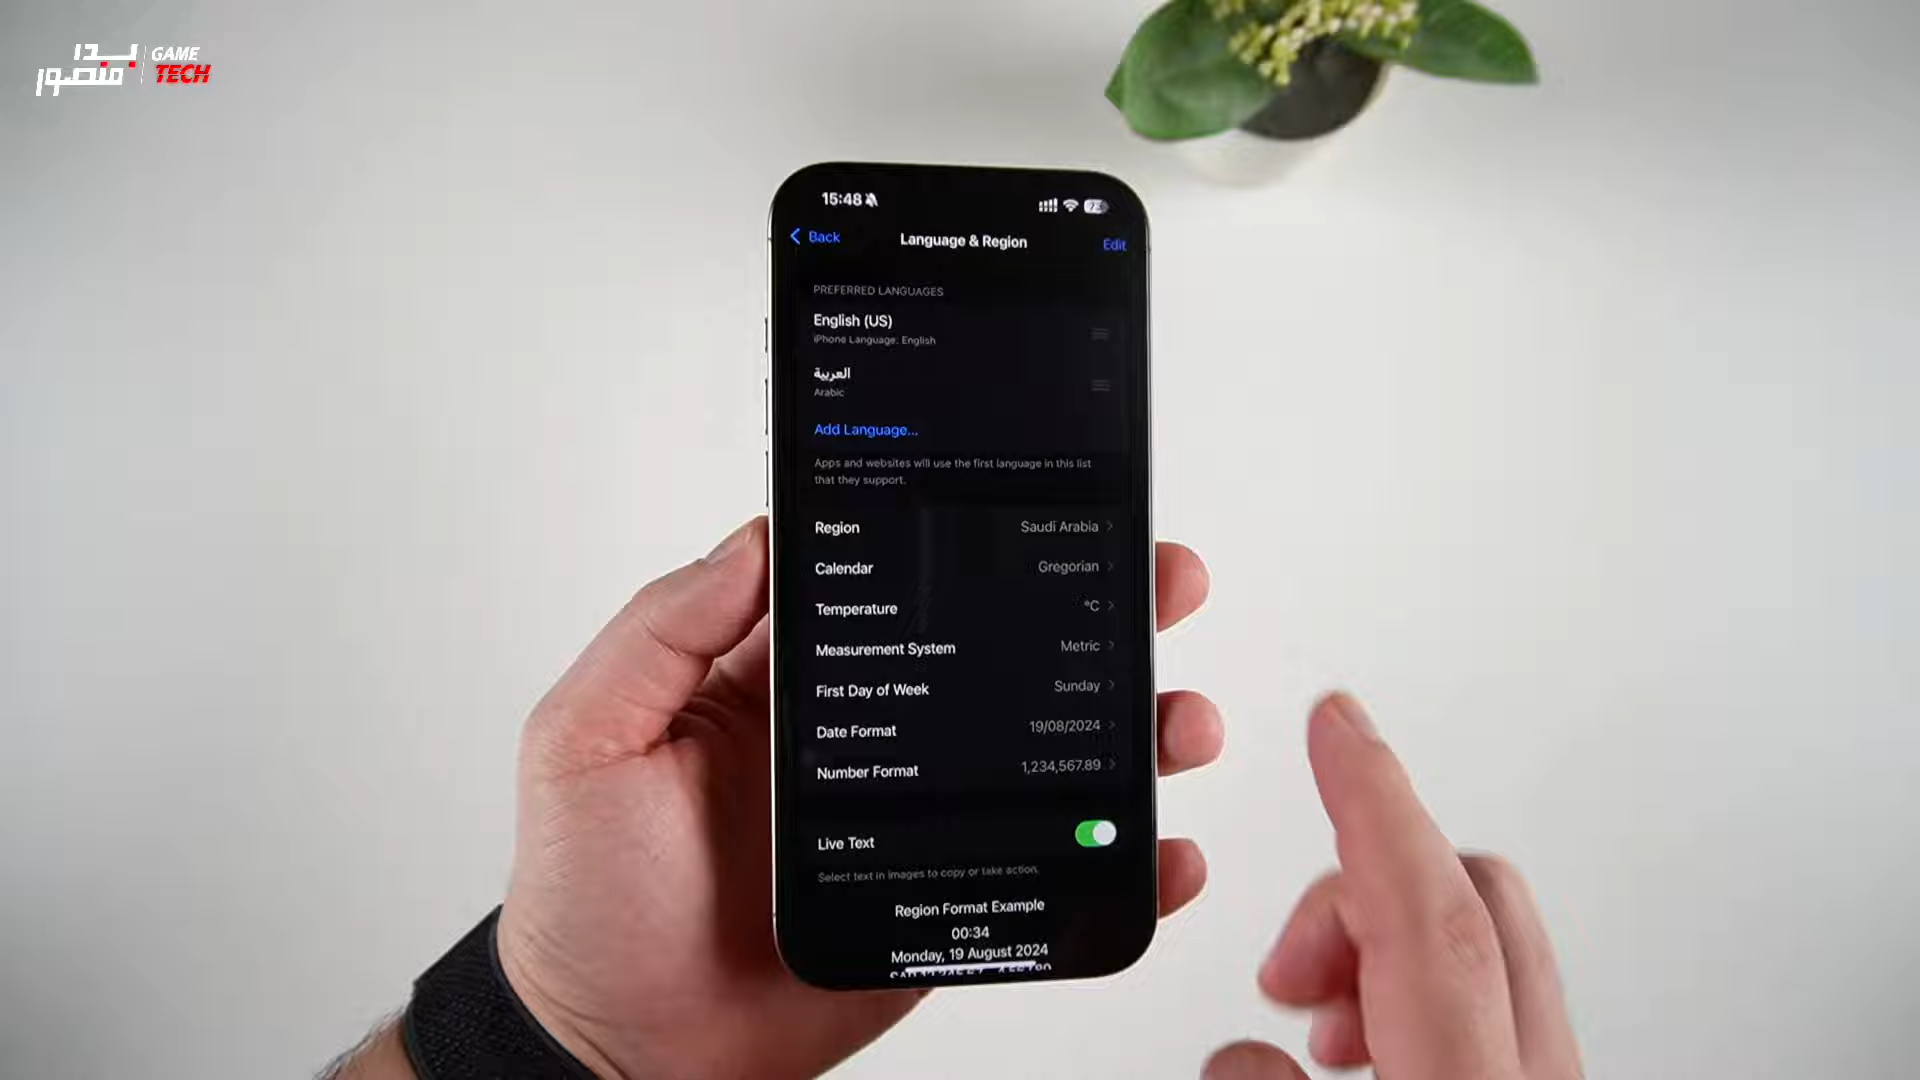 بدر
منصور
GAME
TECH
15:48
73
Back
Language & Region
Edit
PREFERRED LANGUAGES
English (US)
iPhone Language: English
العربية
Arabic
Add Language...
Apps and websites will use the first language in this list
that they support.
Region Saudi Arabia
Calendar Gregorian
Temperature °C
Measurement System Metric
First Day of Week Sunday
Date Format 19/08/2024
Number Format 1,234,567.89
Live Text
Select text in images to copy or take action.
Region Format Example
00:34
Monday, 19 August 2024